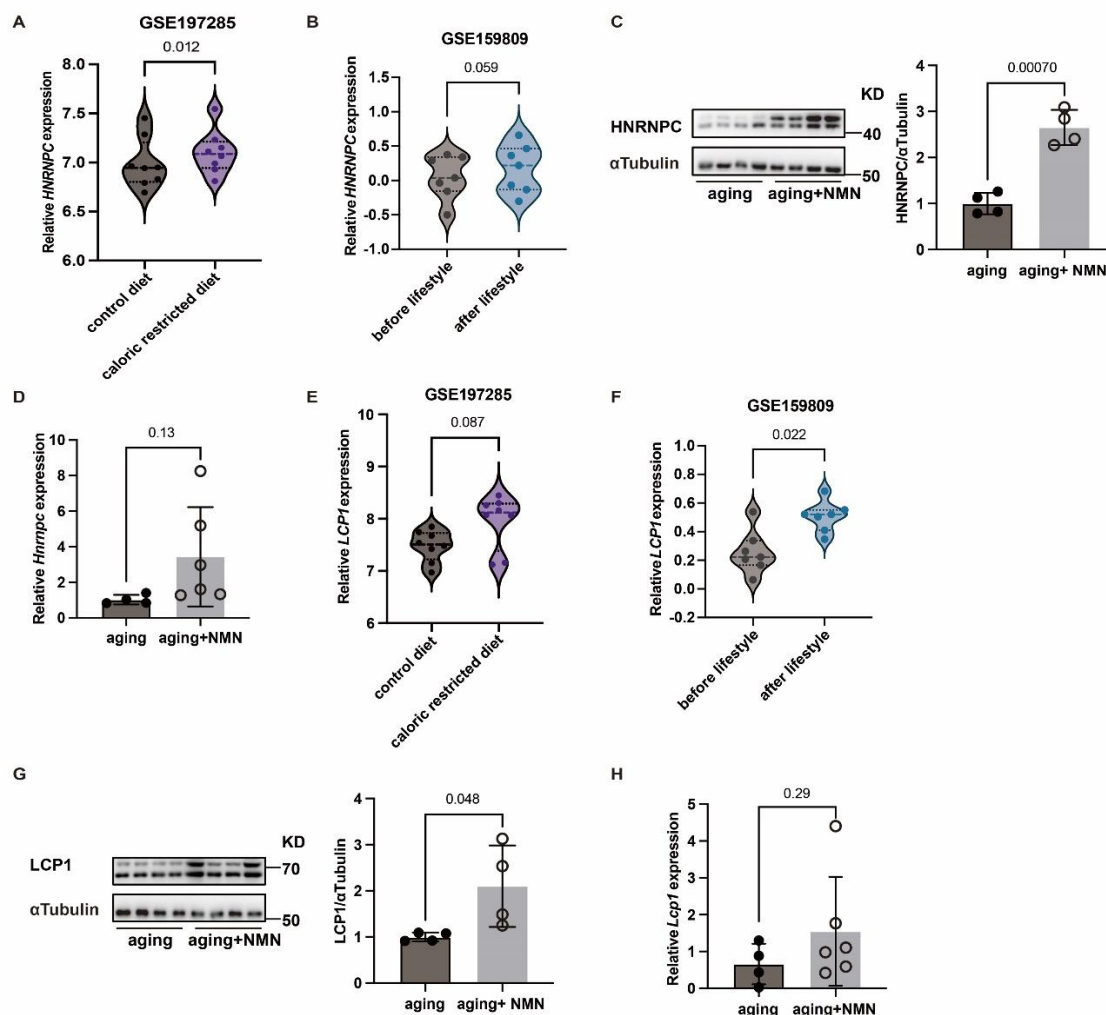 A
GSE197285
0.012
Relative HNRNPC expression
8.0
7.5
7.0
6.5
6.0
control diet
caloric restricted diet
B
GSE159809
0.059
Relative HNRNPC expression
1.5
1.0
0.5
0.0
-0.5
-1.0
before lifestyle
after lifestyle
C
KD
HNRNPC
40
αTubulin
50
aging
aging+NMN
0.00070
HNRNPC/αTubulin
4
3
2
1
0
aging
aging+ NMN
D
0.13
Relative Hnrnpc expression
10
8
6
4
2
0
aging
aging+NMN
E
GSE197285
0.087
Relative LCP1 expression
10
9
8
7
6
control diet
caloric restricted diet
F
GSE159809
0.022
Relative LCP1 expression
1.0
0.8
0.6
0.4
0.2
0.0
-0.2
before lifestyle
after lifestyle
G
KD
LCP1
70
αTubulin
50
aging
aging+NMN
0.048
LCP1/αTubulin
4
3
2
1
0
aging
aging+ NMN
H
0.29
Relative Lcp1 expression
5
4
3
2
1
0
aging
aging+NMN